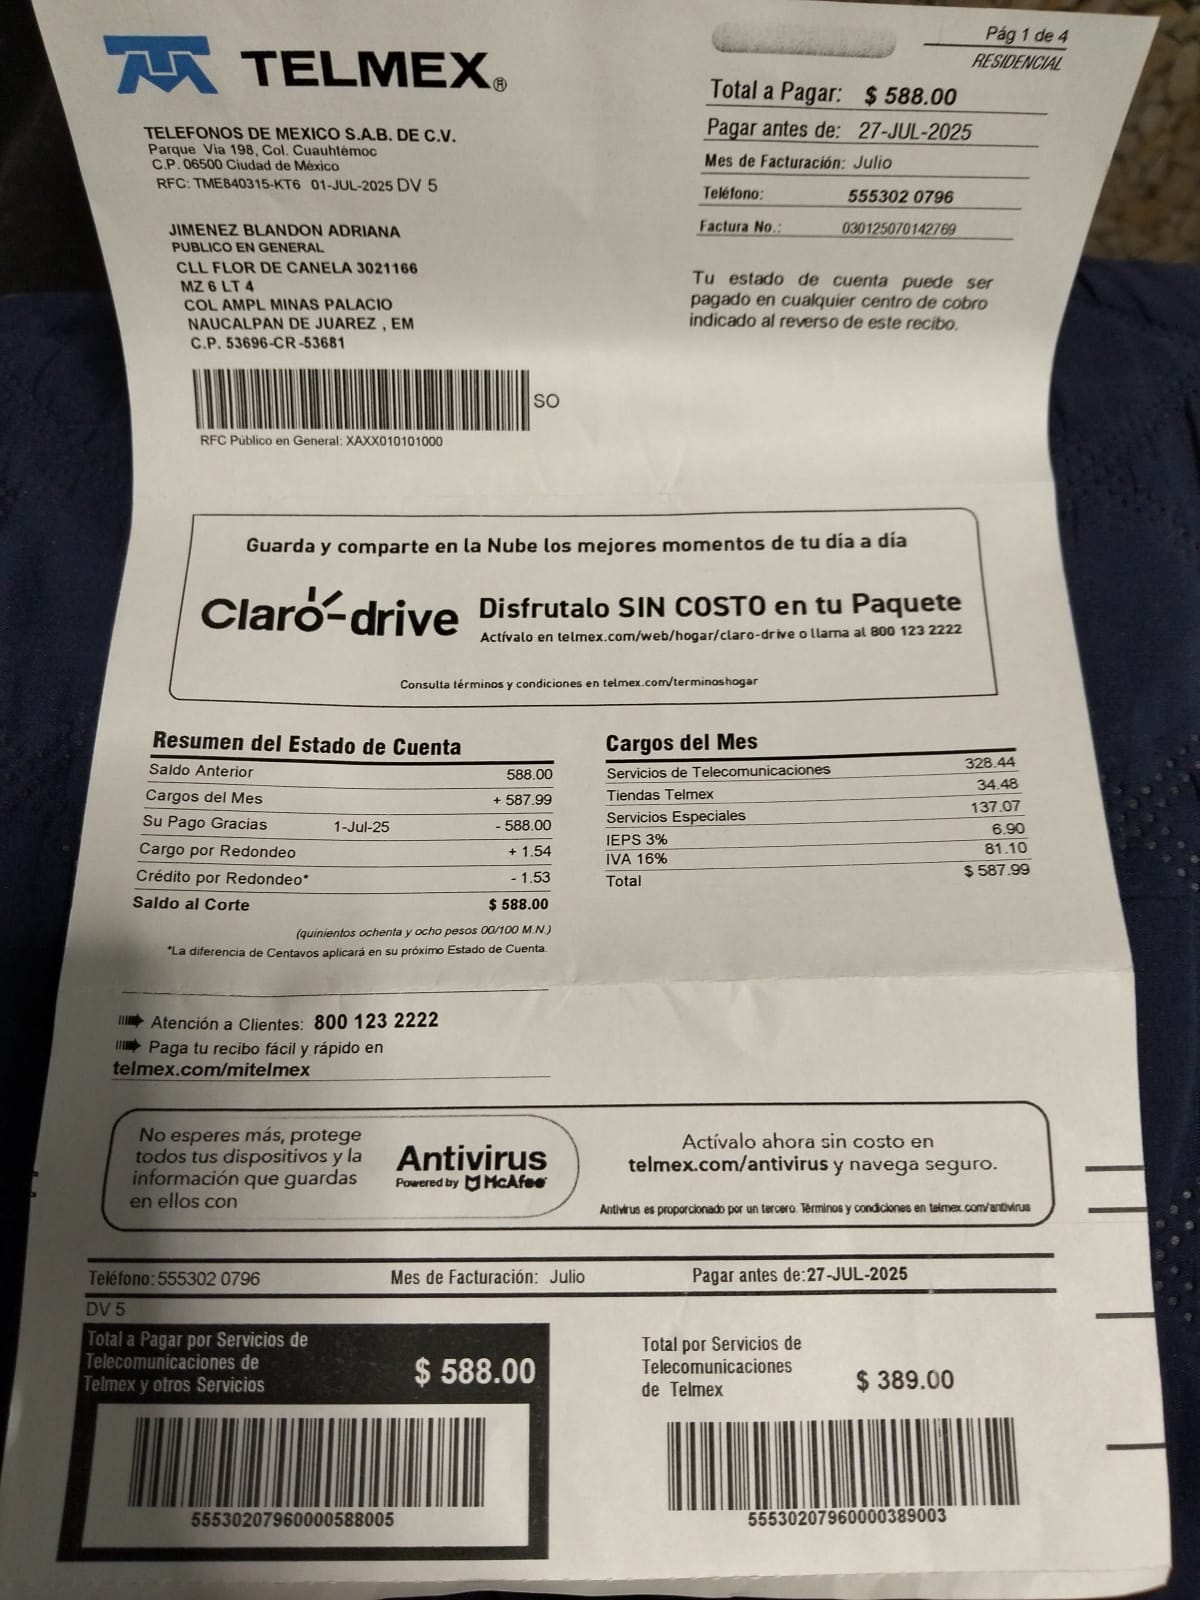 TELMEX®
TELEFONOS DE MEXICO S.A.B. DE C.V.
Parque Via 198, Col. Cuauhtémoc
C.P. 06500 Ciudad de México
RFC: TME840315-KT6 01-JUL-2025 DV 5
Pág 1 de 4
RESIDENCIAL
Total a Pagar: $ 588.00
Pagar antes de: 27-JUL-2025
Mes de Facturación: Julio
Teléfono: 555302 0796
Factura No.: 030125070142769
JIMENEZ BLANDON ADRIANA
PUBLICO EN GENERAL
CLL FLOR DE CANELA 3021166
MZ 6 LT 4
COL AMPL MINAS PALACIO
NAUCALPAN DE JUAREZ , EM
C.P. 53696-CR-53681
SO
RFC Público en General: XAXX010101000
Tu estado de cuenta puede ser
pagado en cualquier centro de cobro
indicado al reverso de este recibo.
Guarda y comparte en la Nube los mejores momentos de tu día a día
Claro-drive
Disfrutalo SIN COSTO en tu Paquete
Actívalo en telmex.com/web/hogar/claro-drive o llama al 800 123 2222
Consulta términos y condiciones en telmex.com/terminoshogar
Resumen del Estado de Cuenta
Saldo Anterior 588.00
Cargos del Mes + 587.99
Su Pago Gracias 1-Jul-25 - 588.00
Cargo por Redondeo + 1.54
Crédito por Redondeo* - 1.53
Saldo al Corte $ 588.00
(quinientos ochenta y ocho pesos 00/100 M.N.)
*La diferencia de Centavos aplicará en su próximo Estado de Cuenta.
Cargos del Mes
Servicios de Telecomunicaciones 328.44
Tiendas Telmex 34.48
Servicios Especiales 137.07
IEPS 3% 6.90
IVA 16% 81.10
Total $ 587.99
Atención a Clientes: 800 123 2222
Paga tu recibo fácil y rápido en
telmex.com/mitelmex
No esperes más, protege
todos tus dispositivos y la
información que guardas
en ellos con
Antivirus
Powered by McAfee
Actívalo ahora sin costo en
telmex.com/antivirus y navega seguro.
Antivirus es proporcionado por un tercero. Términos y condiciones en telmex.com/antivirus
Teléfono: 555302 0796 Mes de Facturación: Julio Pagar antes de:27-JUL-2025
DV 5
Total a Pagar por Servicios de
Telecomunicaciones de
Telmex y otros Servicios
$ 588.00
55530207960000588005
Total por Servicios de
Telecomunicaciones
de Telmex
$ 389.00
55530207960000389003